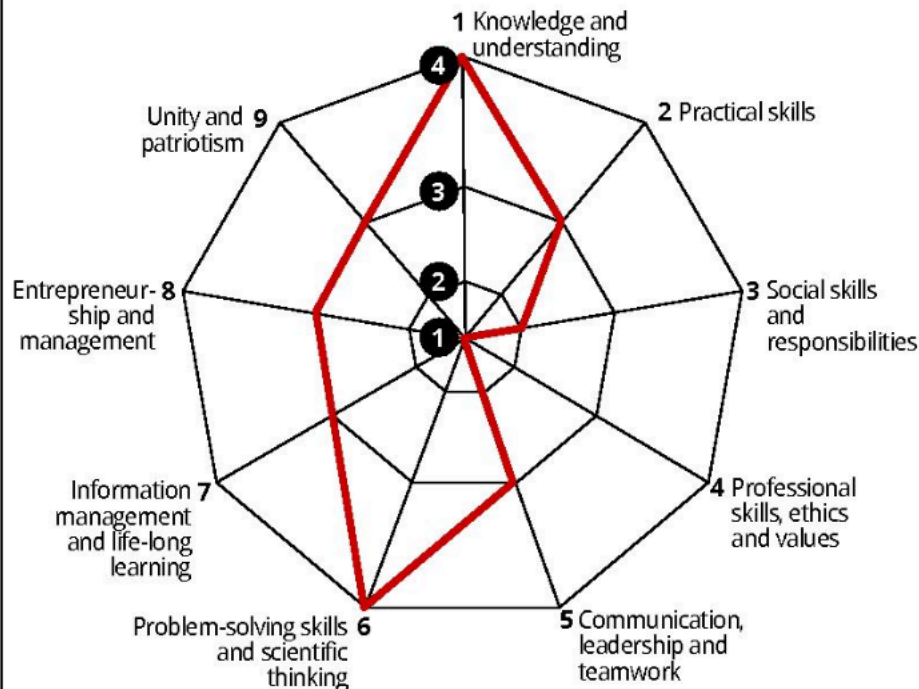 1 Knowledge and
understanding
4
Unity and 9
patriotism
2 Practical skills
3
2
Entrepreneur- 8
ship and
management
1
3 Social skills
and
responsibilities
Information 7
management
and life-long
learning
4 Professional
skills, ethics
and values
Problem-solving skills 6
and scientific
thinking
5 Communication,
leadership and
teamwork